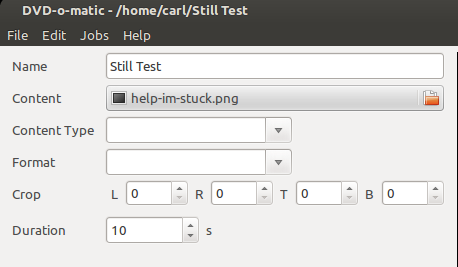 DVD-o-matic - /home/carl/Still Test
File Edit Jobs Help
Name Still Test
Content help-im-stuck.png
Content Type
Format
Crop L 0 R 0 T 0 B 0
Duration 10 s